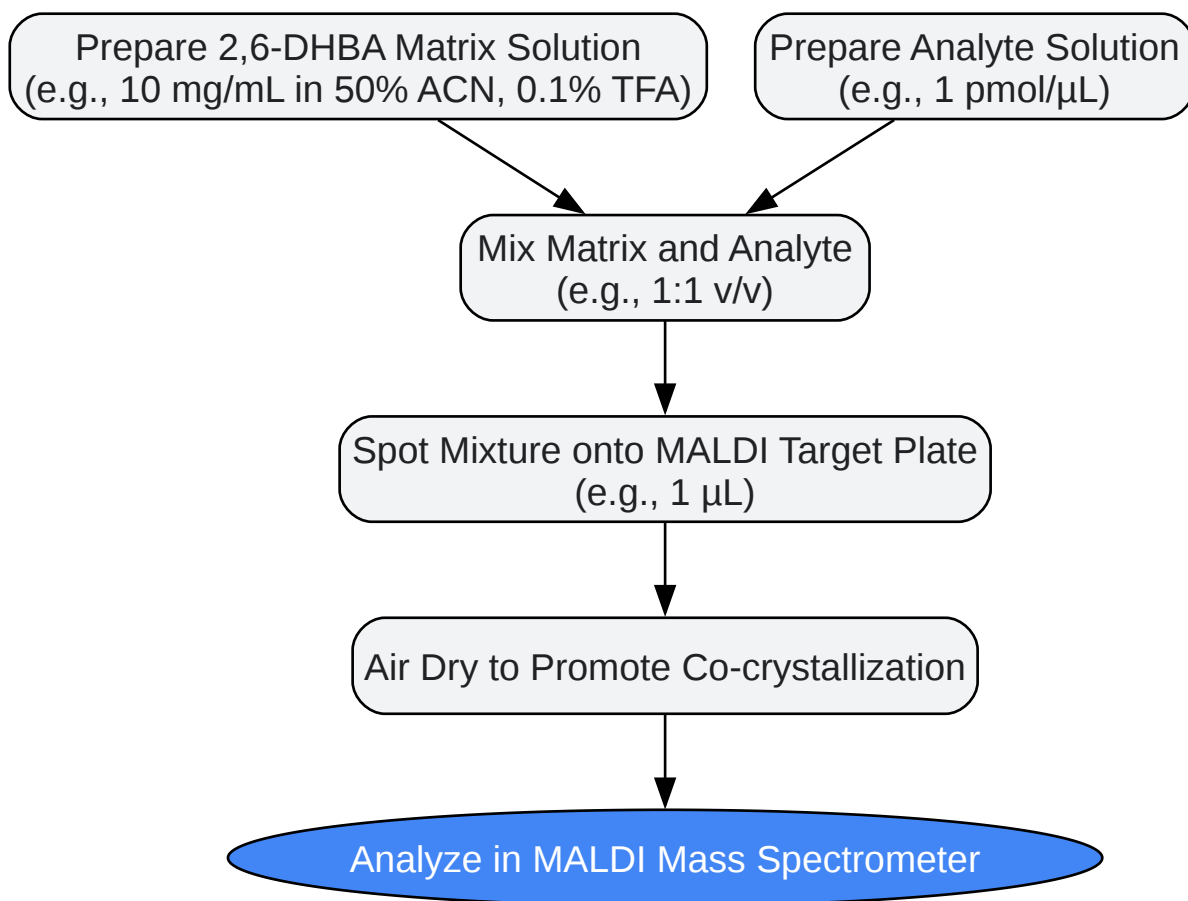 Prepare 2,6-DHBA Matrix Solution
(e.g., 10 mg/mL in 50% ACN, 0.1% TFA)
Prepare Analyte Solution
(e.g., 1 pmol/µL)
Mix Matrix and Analyte
(e.g., 1:1 v/v)
Spot Mixture onto MALDI Target Plate
(e.g., 1 µL)
Air Dry to Promote Co-crystallization
Analyze in MALDI Mass Spectrometer